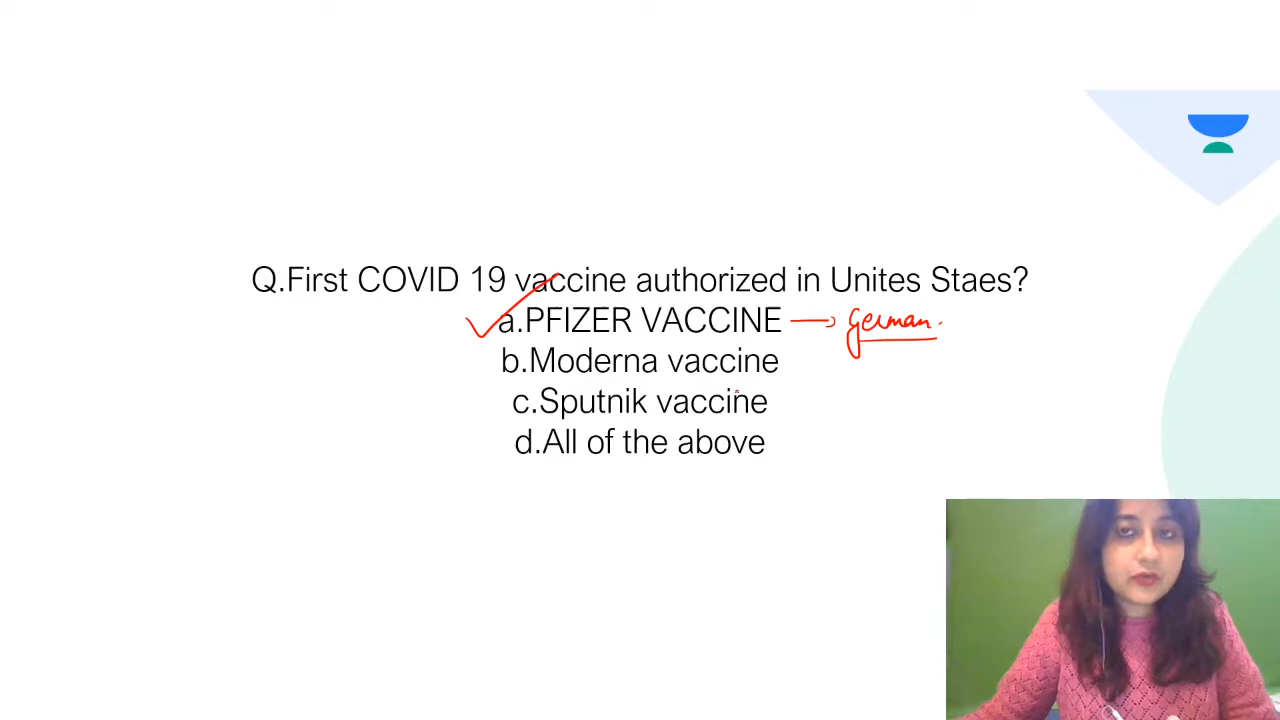 Q.First COVID 19 vaccine authorized in Unites Staes?
a.PFIZER VACCINE → German.
b.Moderna vaccine
c.Sputnik vaccine
d.All of the above